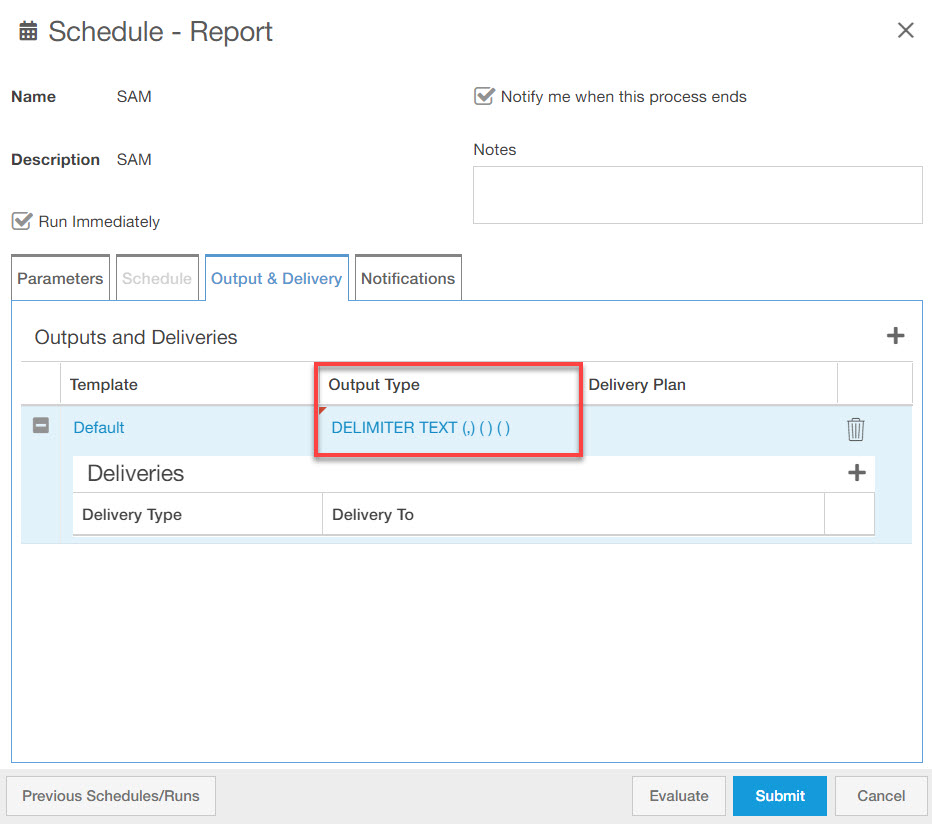 Schedule - Report
Name SAM
Notify me when this process ends
Description SAM
Notes
Run Immediately
Parameters Schedule Output & Delivery Notifications
Outputs and Deliveries
Template Output Type Delivery Plan
Default DELIMITER TEXT (,) ( ) ( )
Deliveries
Delivery Type Delivery To
Previous Schedules/Runs Evaluate Submit Cancel